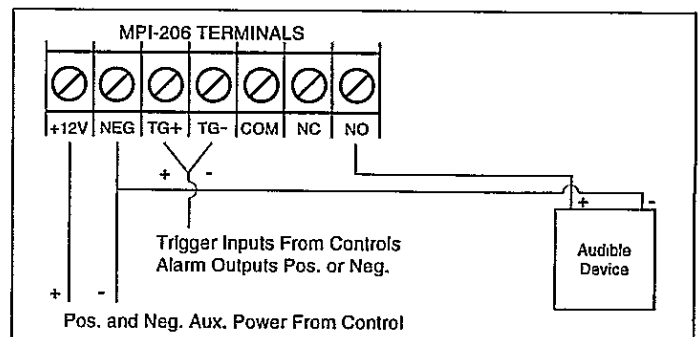 MPI-206 TERMINALS
+12V NEG TG+ TG- COM NC NO
+ -
+ -
Trigger Inputs From Controls
Alarm Outputs Pos. or Neg.
Audible
Device
+ -
Pos. and Neg. Aux. Power From Control